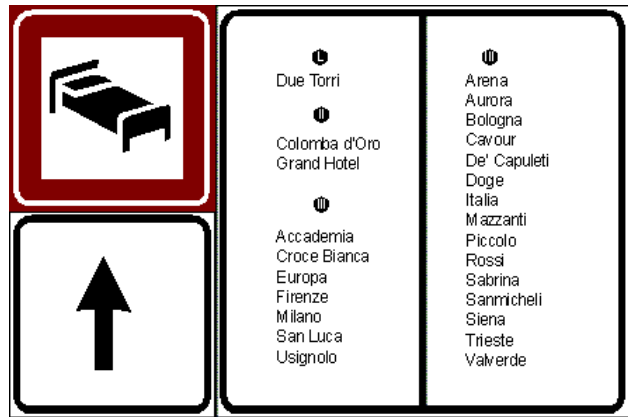 L
Due Torri
Colomba d'Oro
Grand Hotel
Accademia
Croce Bianca
Europa
Firenze
Milano
San Luca
Usignolo
Arena
Aurora
Bologna
Cavour
De' Capuleti
Doge
Italia
Mazzanti
Piccolo
Rossi
Sabrina
Sanmicheli
Siena
Trieste
Valverde